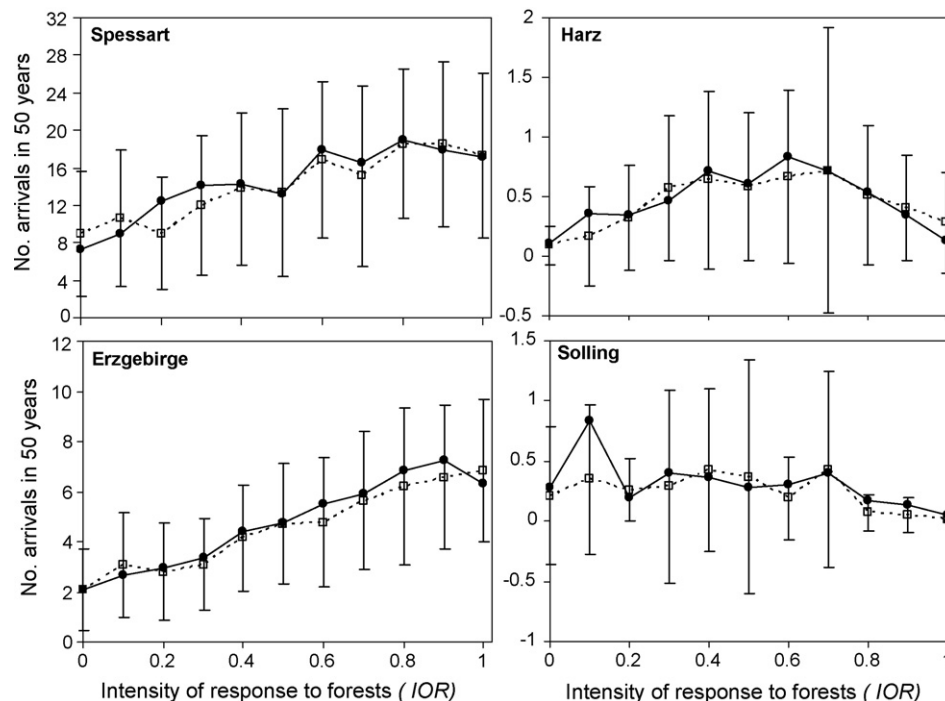 Spessart
No. arrivals in 50 years
32
28
24
20
16
12
8
4
0
Harz
2
1.5
1
0.5
0
-0.5
Erzgebirge
No. arrivals in 50 years
12
10
8
6
4
2
0
0 0.2 0.4 0.6 0.8 1
Intensity of response to forests ( IOR)
Solling
1.5
1
0.5
0
-0.5
-1
0 0.2 0.4 0.6 0.8 1
Intensity of response to forests ( IOR)